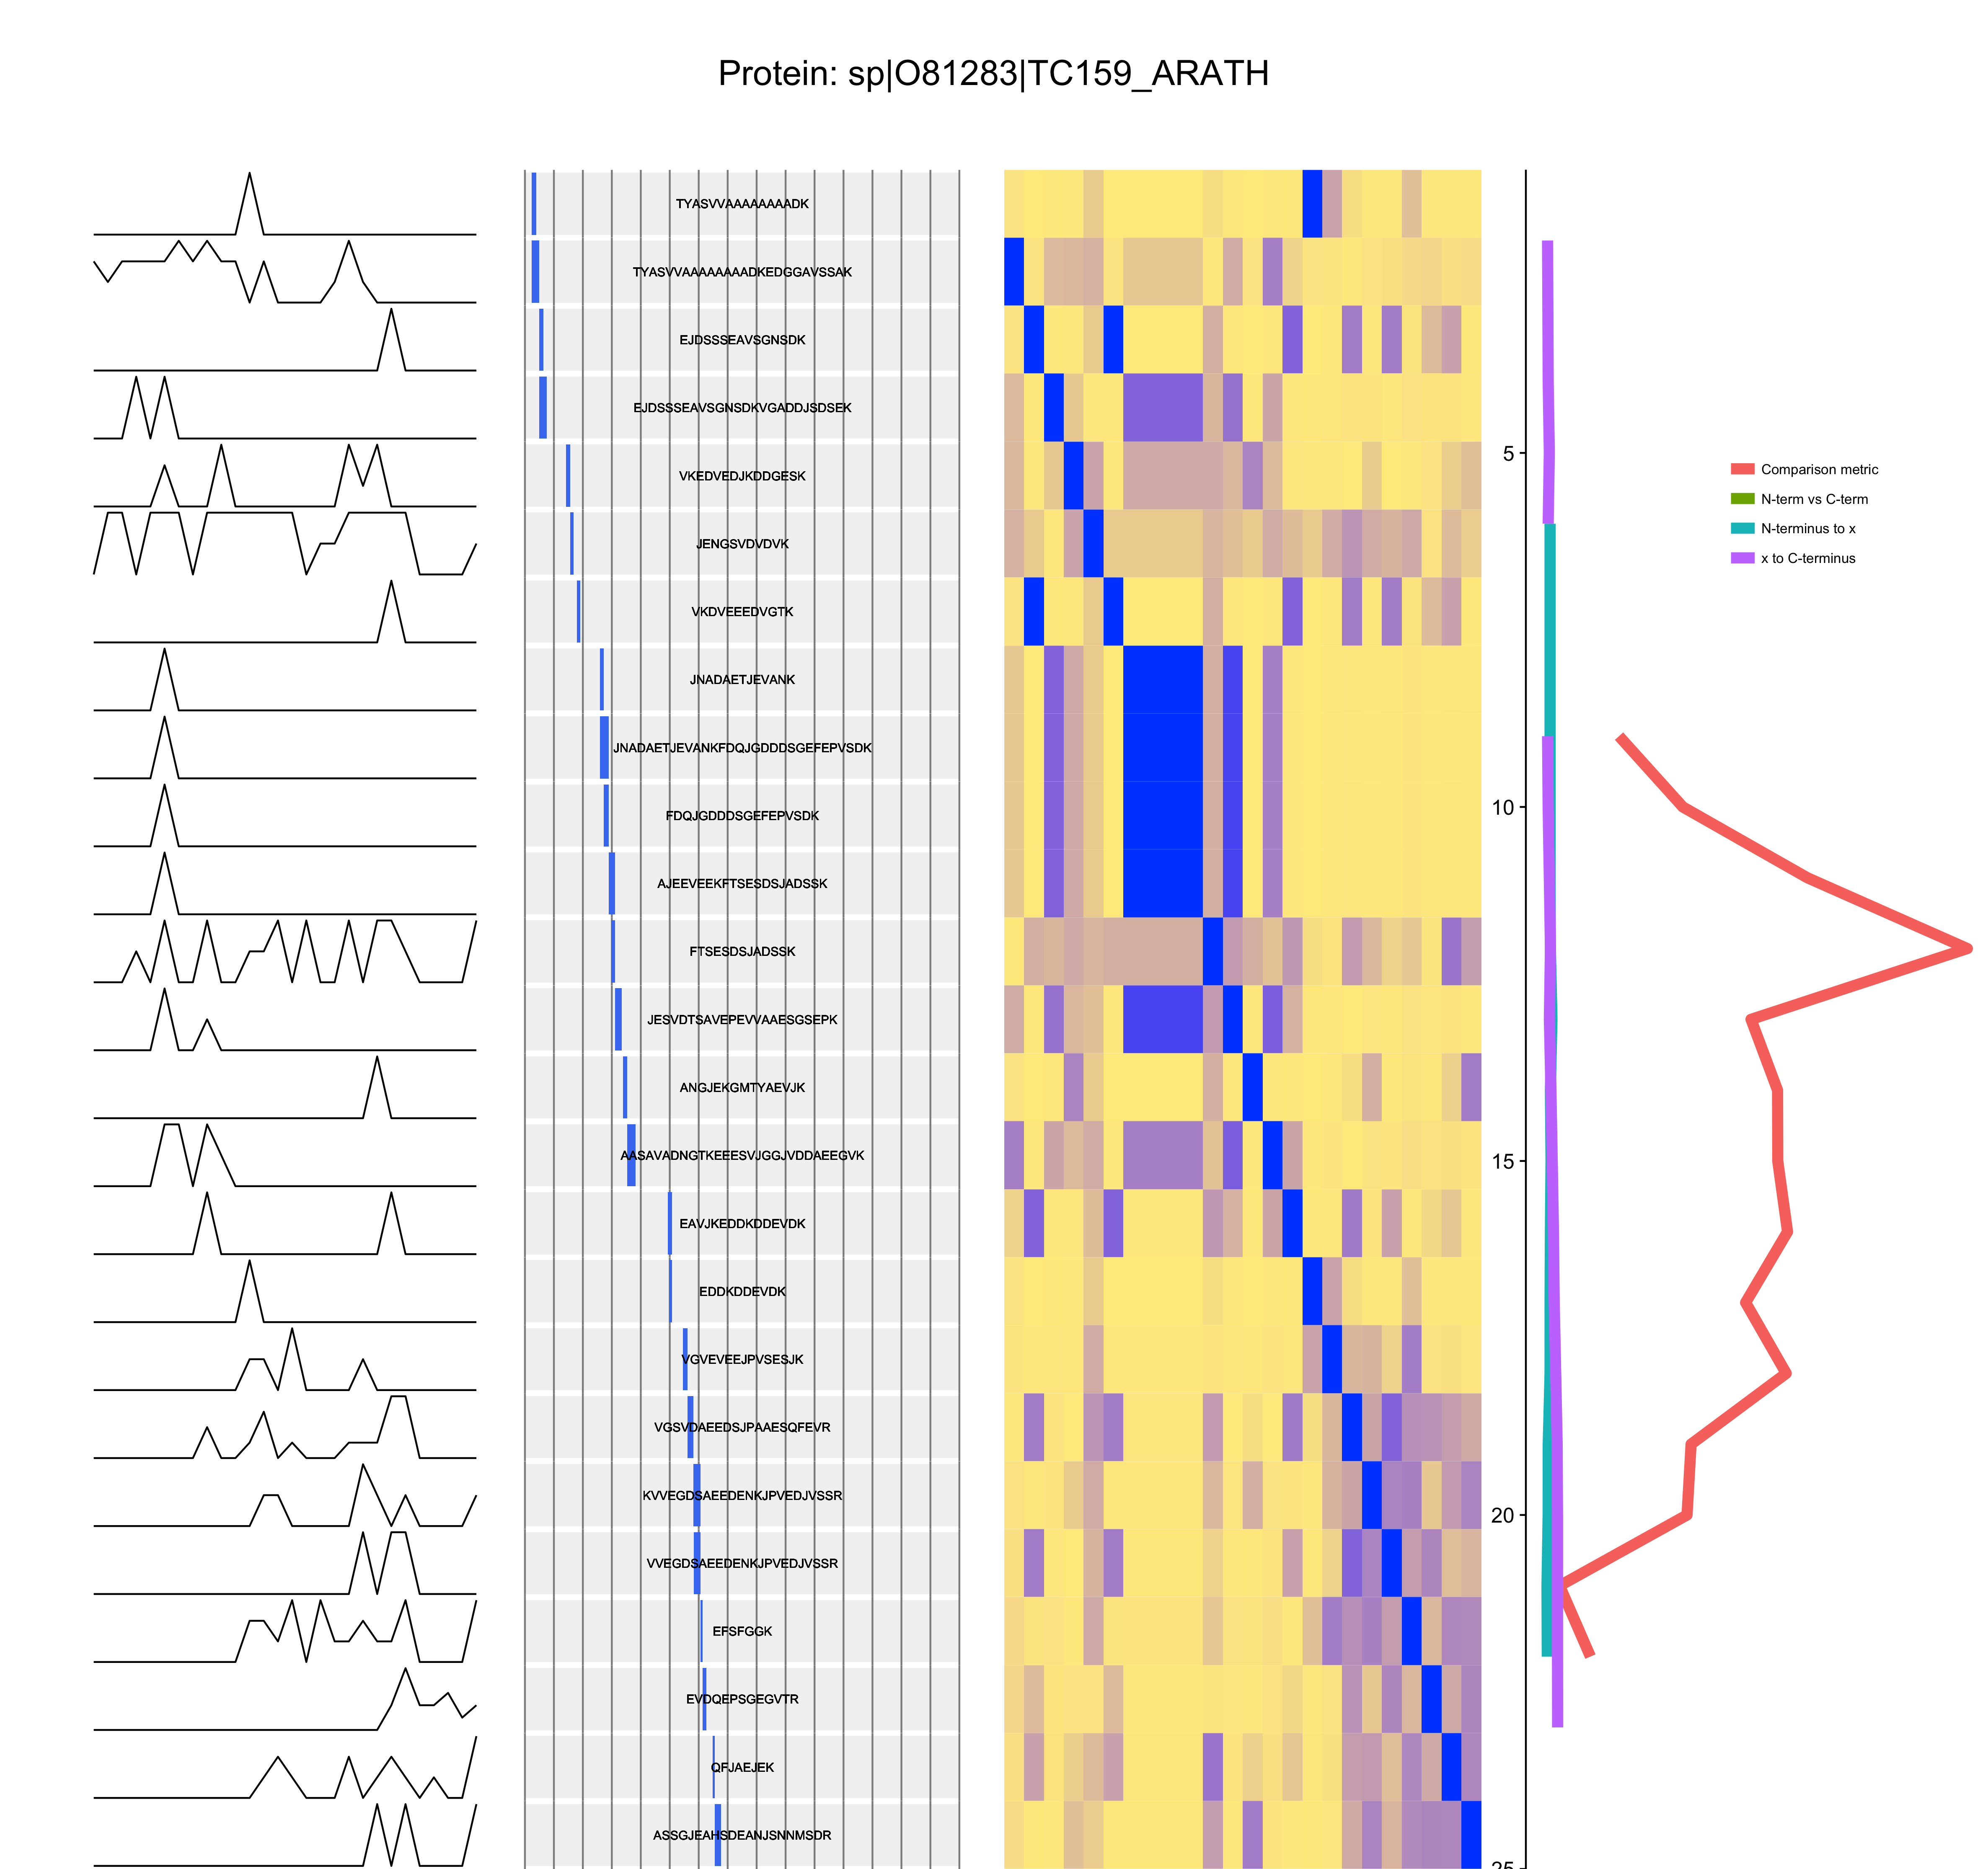 Protein: sp|O81283|TC159_ARATH
TYASVVAAAAAAAADK
TYASVVAAAAAAAADKEDGGAVSSAK
EJDSSSEAVSGNSDK
EJDSSSEAVSGNSDKVGADDJSDSEK
VKEDVEDJKDDGESK
JENGSVDVDVK
VKDVEEEDVGTK
JNADAETJEVANK
JNADAETJEVANKFDQJGDDDSGEFEPVSDK
FDQJGDDDSGEFEPVSDK
AJEEVEEKFTSESDSJADSSK
FTSESDSJADSSK
JESVDTSAVEPEVVAAESGSEPK
ANGJEKGMTYAEVJK
AASAVADNGTKEEESVJGGJVDDAEEGVK
EAVJKEDDKDDEVDK
EDDKDDEVDK
VGVEVEEJPVSESJK
VGSVDAEEDSJPAAESQFEVR
KVVEGDSAEEDENKJPVEDJVSSR
VVEGDSAEEDENKJPVEDJVSSR
EFSFGGK
EVDQEPSGEGVTR
QFJAEJEK
ASSGJEAHSDEANJSNNMSDR
5
10
15
20
25
Comparison metric
N-term vs C-term
N-terminus to x
x to C-terminus